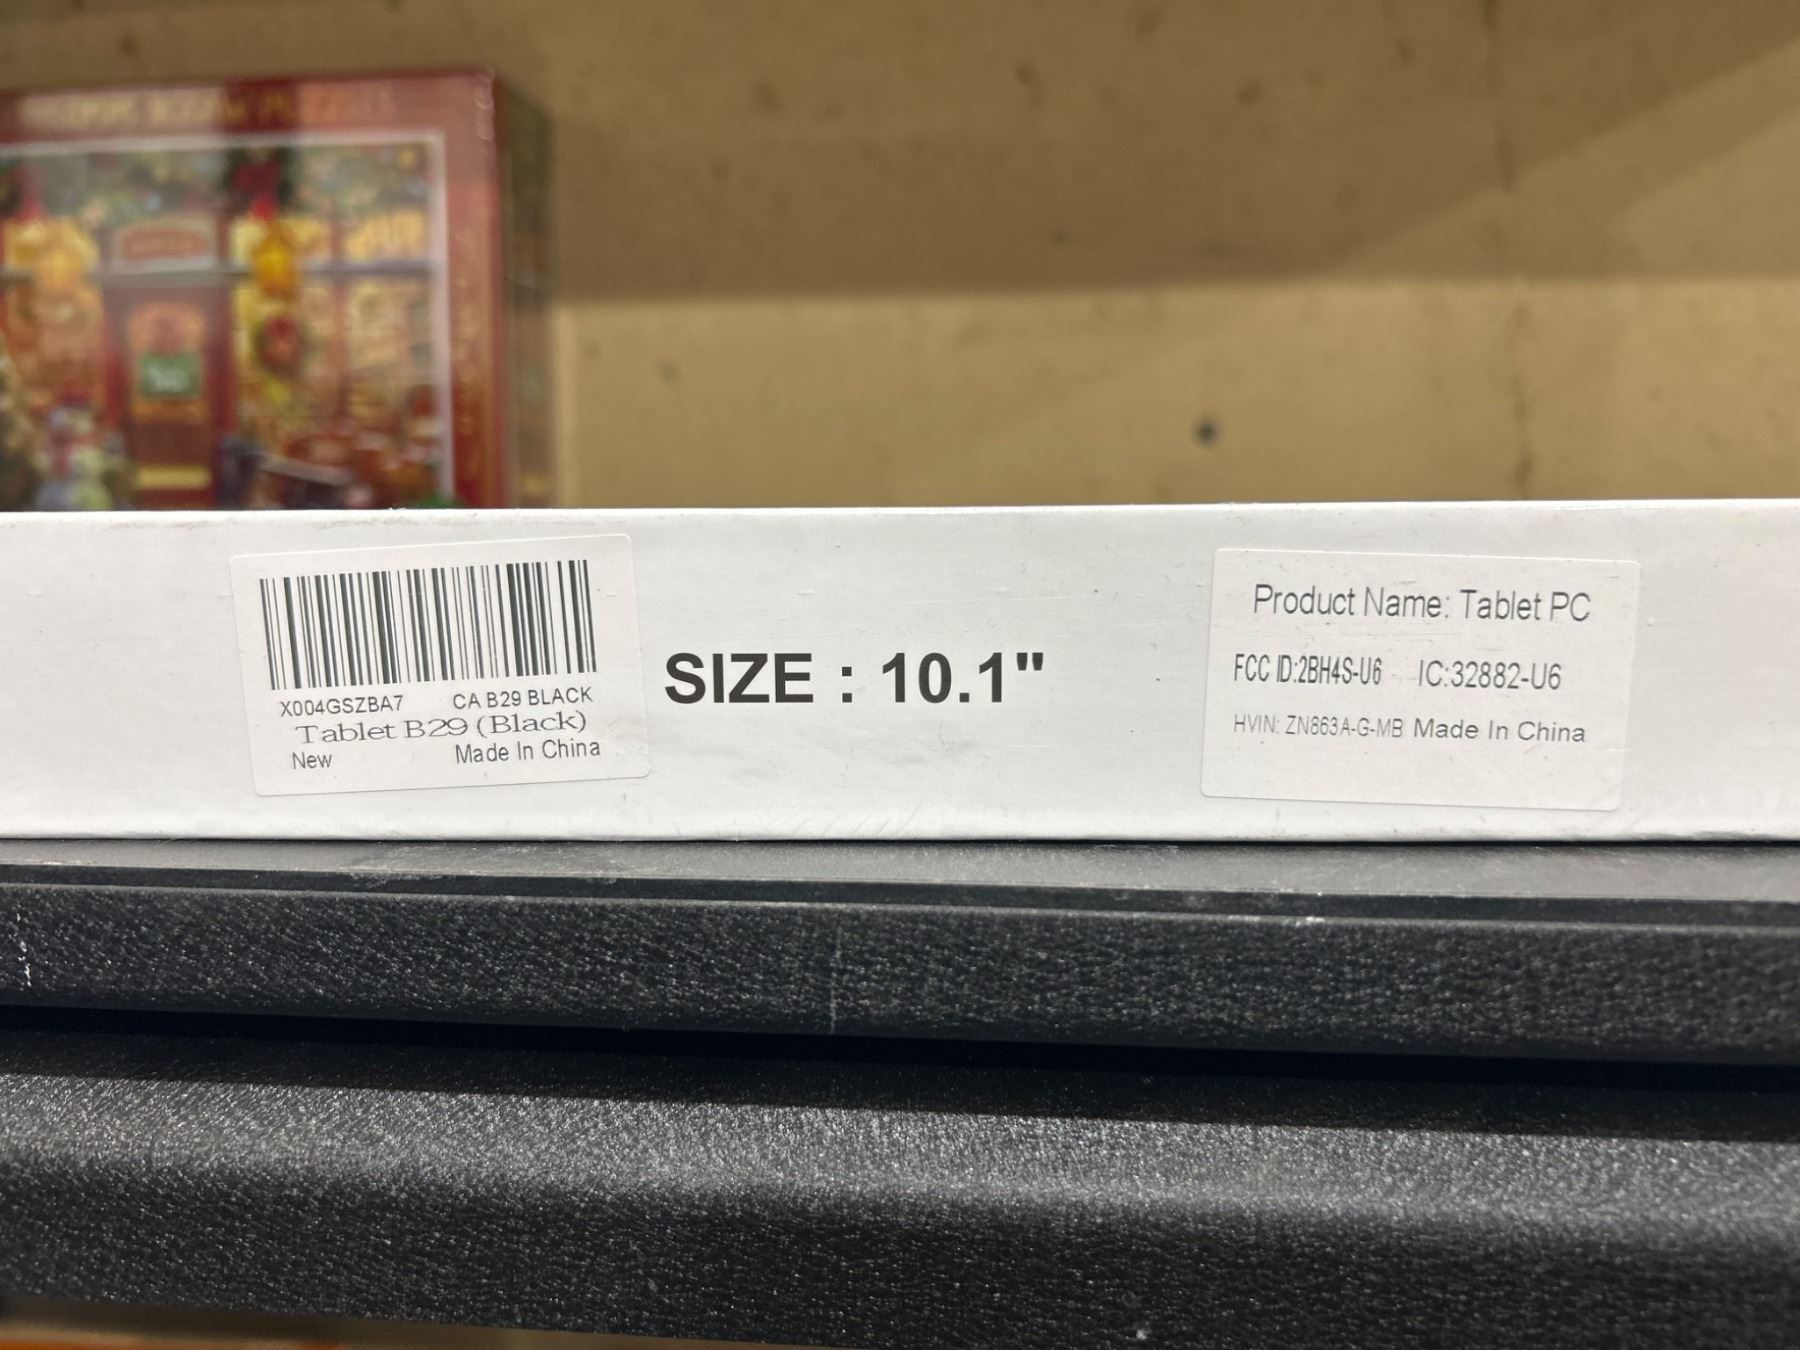 X004GSZBA7 CA B29 BLACK
Tablet B29 (Black)
New Made In China
SIZE : 10.1"
Product Name: Tablet PC
FCC ID:2BH4S-U6 IC:32882-U6
HVIN: ZN863A-G-MB Made In China